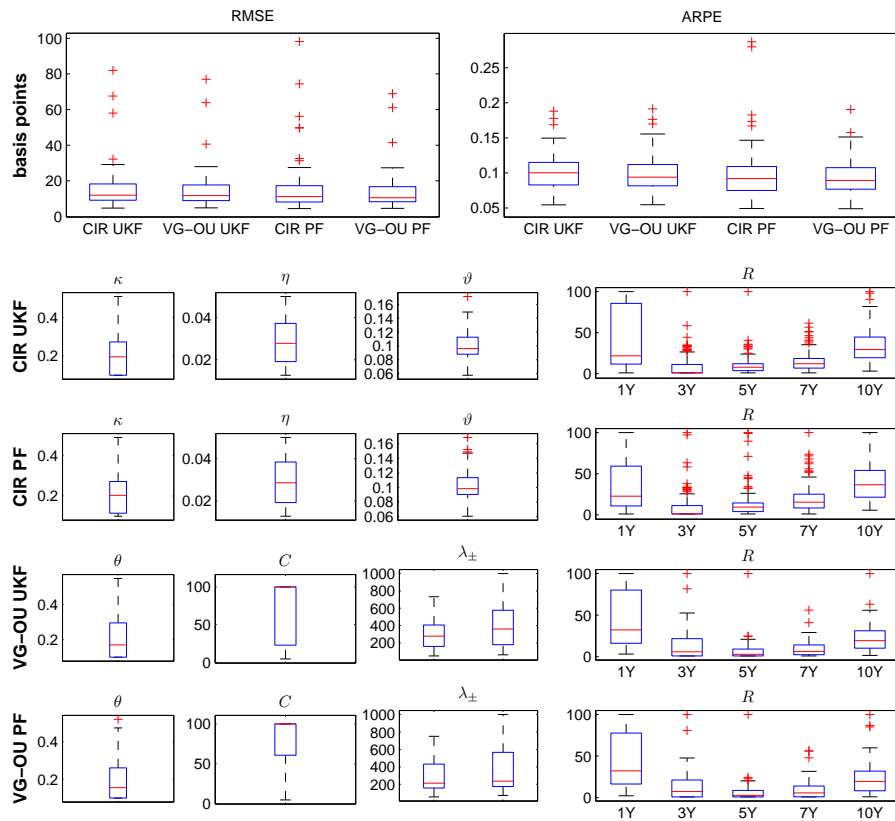 RMSE
ARPE
basis points
100
80
60
40
20
0
0.25
0.2
0.15
0.1
0.05
CIR UKF VG−OU UKF CIR PF VG−OU PF
CIR UKF VG−OU UKF CIR PF VG−OU PF
CIR UKF
κ
0.4
0.2
η
0.04
0.02
ϑ
0.16
0.14
0.12
0.1
0.08
0.06
R
100
50
0
1Y 3Y 5Y 7Y 10Y
CIR PF
κ
0.4
0.2
η
0.04
0.02
ϑ
0.16
0.14
0.12
0.1
0.08
0.06
R
100
50
0
1Y 3Y 5Y 7Y 10Y
VG−OU UKF
θ
0.4
0.2
C
100
50
0
λ±
1000
800
600
400
200
R
100
50
0
1Y 3Y 5Y 7Y 10Y
VG−OU PF
θ
0.4
0.2
C
100
50
0
λ±
1000
800
600
400
200
R
100
50
0
1Y 3Y 5Y 7Y 10Y